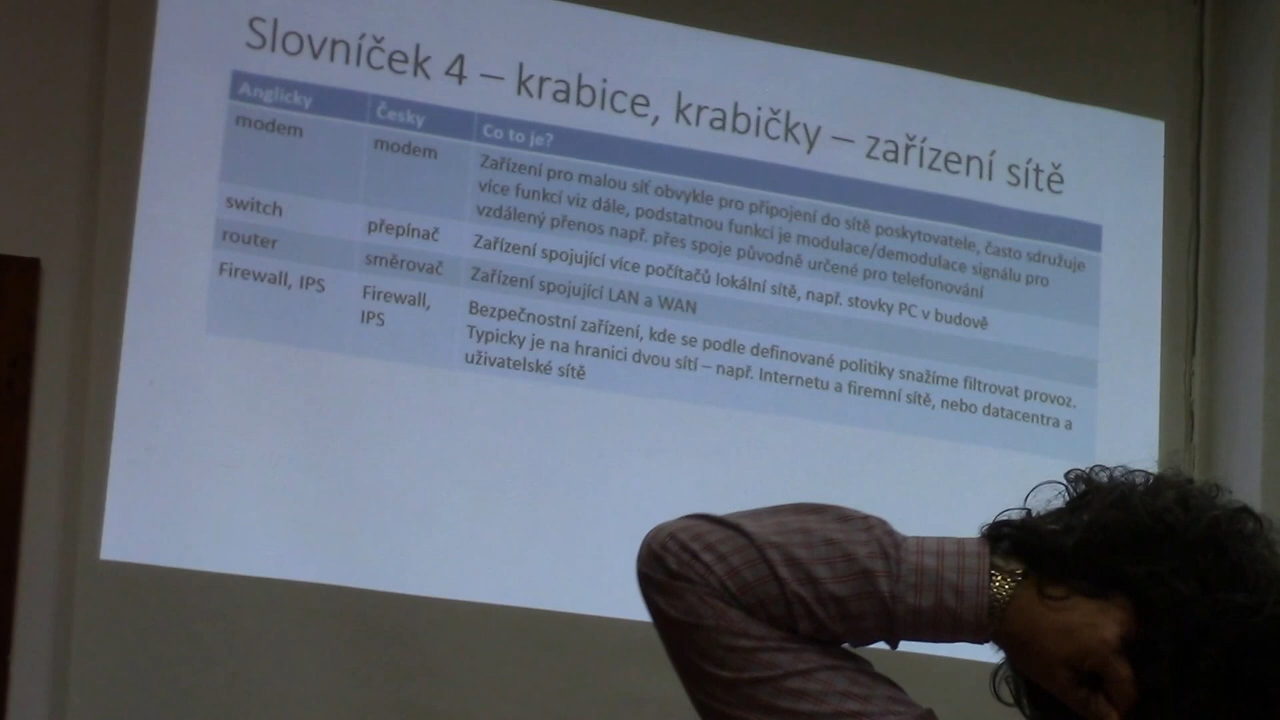 Slovníček 4 – krabice, krabičky – zařízení sítě
Anglicky Česky Co to je?
modem modem Zařízení pro malou síť obvykle pro připojení do sítě poskytovatele, často sdružuje
více funkcí viz dále, podstatnou funkcí je modulace/demodulace signálu pro
vzdálený přenos např. přes spoje původně určené pro telefonování
switch přepínač Zařízení spojující více počítačů lokální sítě, např. stovky PC v budově
router směrovač Zařízení spojující LAN a WAN
Firewall, IPS Firewall, Bezpečnostní zařízení, kde se podle definované politiky snažíme filtrovat provoz.
IPS Typicky je na hranici dvou sítí – např. Internetu a firemní sítě, nebo datacentra a
uživatelské sítě